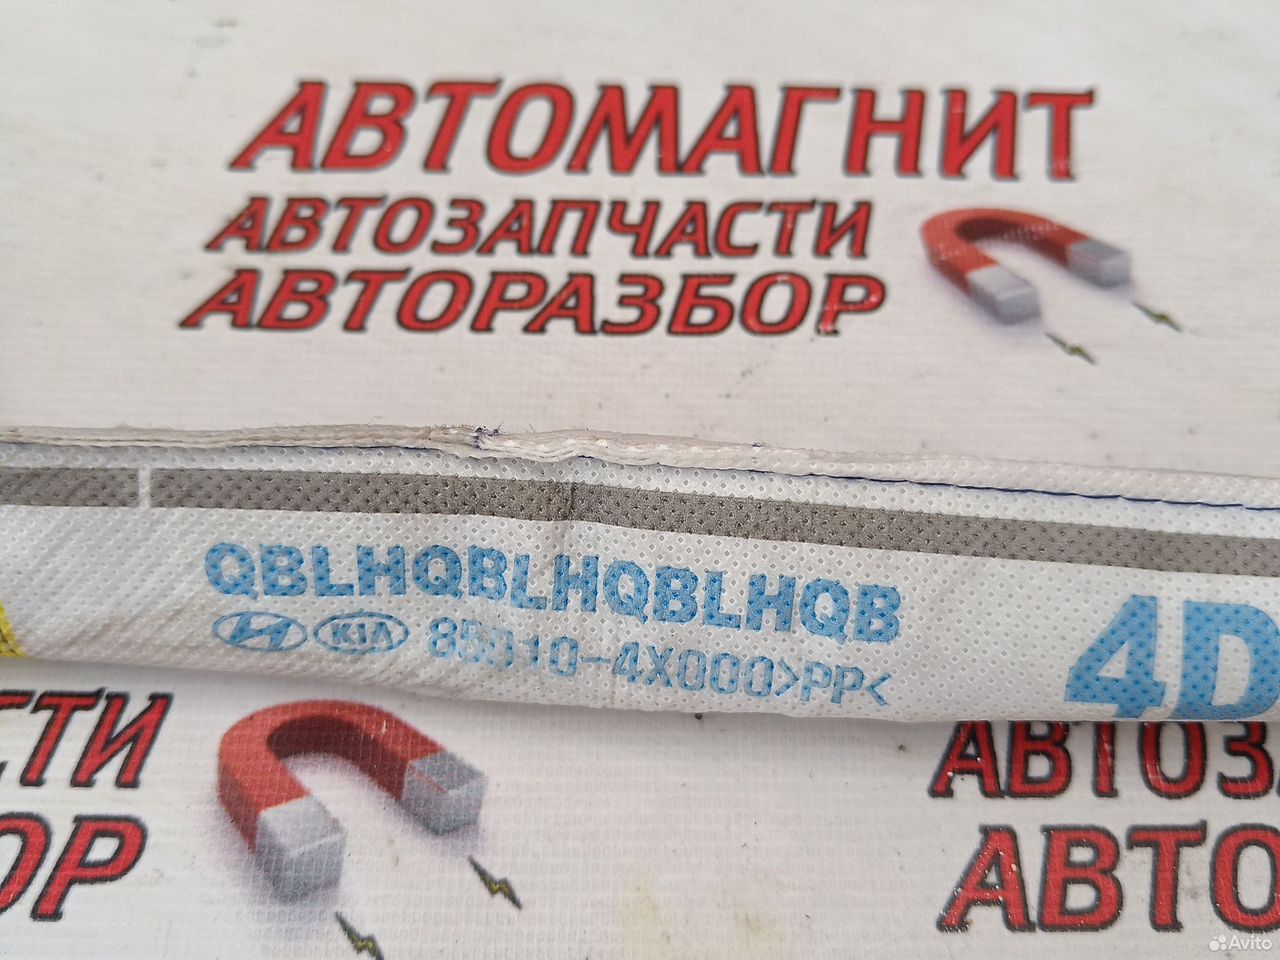 АВТОМАГНИТ
АВТОЗАПЧАСТИ
АВТОРАЗБОР
QBLHQBLHQBLHQB
KIA 85010-4X000>PP<
4D
СТИ
ОР
АВТОЗ
АВТО
Avito